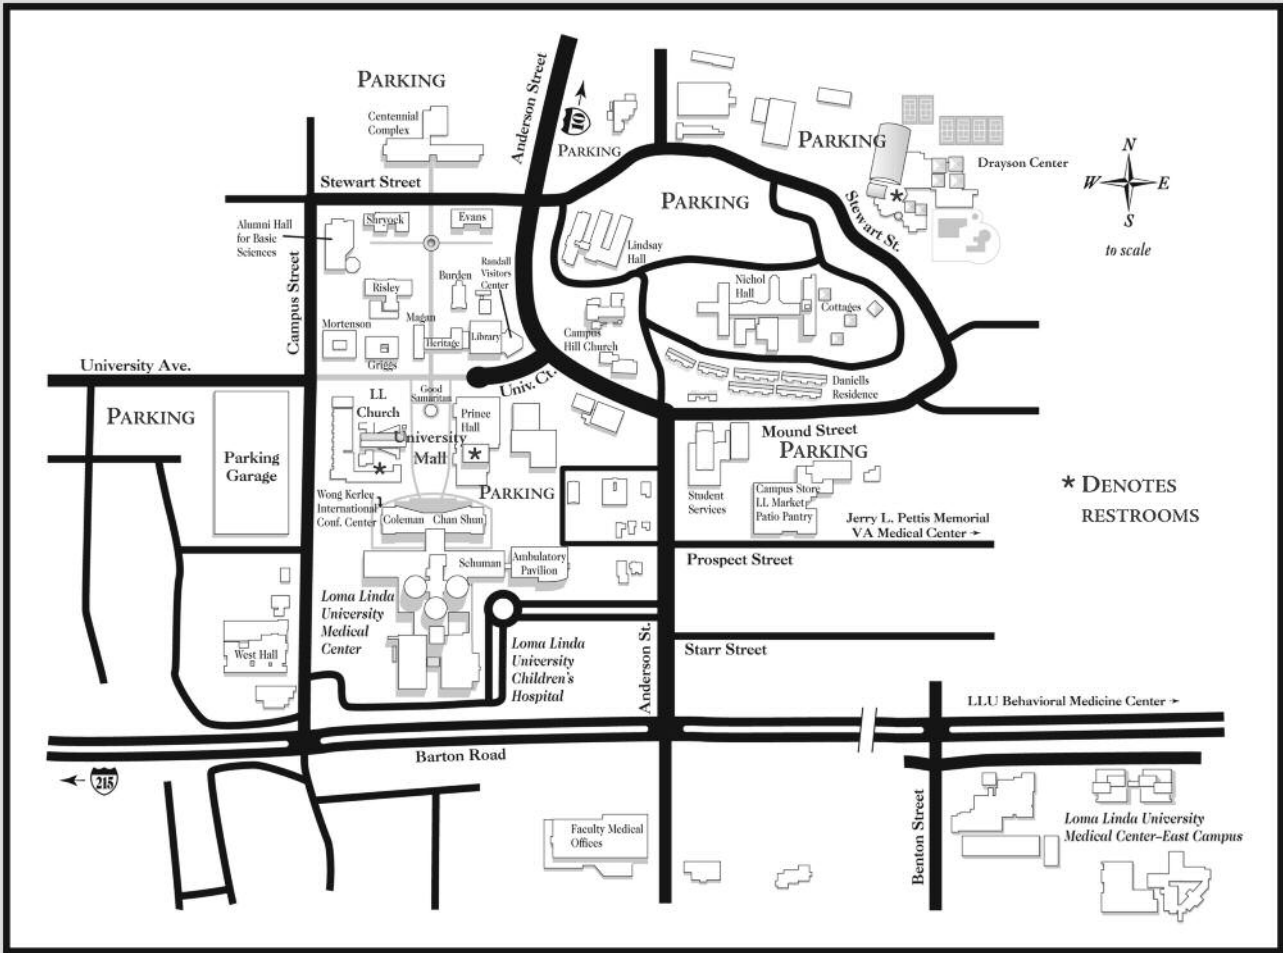 PARKING
Centennial
Complex
Anderson Street
10
PARKING
PARKING
Drayson Center
N
W E
S
to scale
Stewart Street
PARKING
Stewart St.
*
Alumni Hall
for Basic
Sciences
Shryock
Evans
Lindsay
Hall
Campus Street
Randall
Visitors
Center
Burden
Risley
Nichol
Hall
Cottages
Mortenson
Magan
Heritage
Library
Griggs
Campus
Hill Church
University Ave.
Univ. Ct.
Daniells
Residence
PARKING
LL
Church
Good
Samaritan
Prince
Hall
University
Mall
*
*
Mound Street
PARKING
Parking
Garage
PARKING
Student
Services
Campus Store
LL Market
Patio Pantry
* DENOTES
RESTROOMS
Wong Kerlee
International
Conf. Center
Coleman
Chan Shun
Jerry L. Pettis Memorial
VA Medical Center →
Schuman
Ambulatory
Pavilion
Prospect Street
Loma Linda
University
Medical
Center
West Hall
Loma Linda
University
Children's
Hospital
Anderson St.
Starr Street
LLU Behavioral Medicine Center →
Barton Road
215
Faculty Medical
Offices
Benton Street
Loma Linda University
Medical Center–East Campus